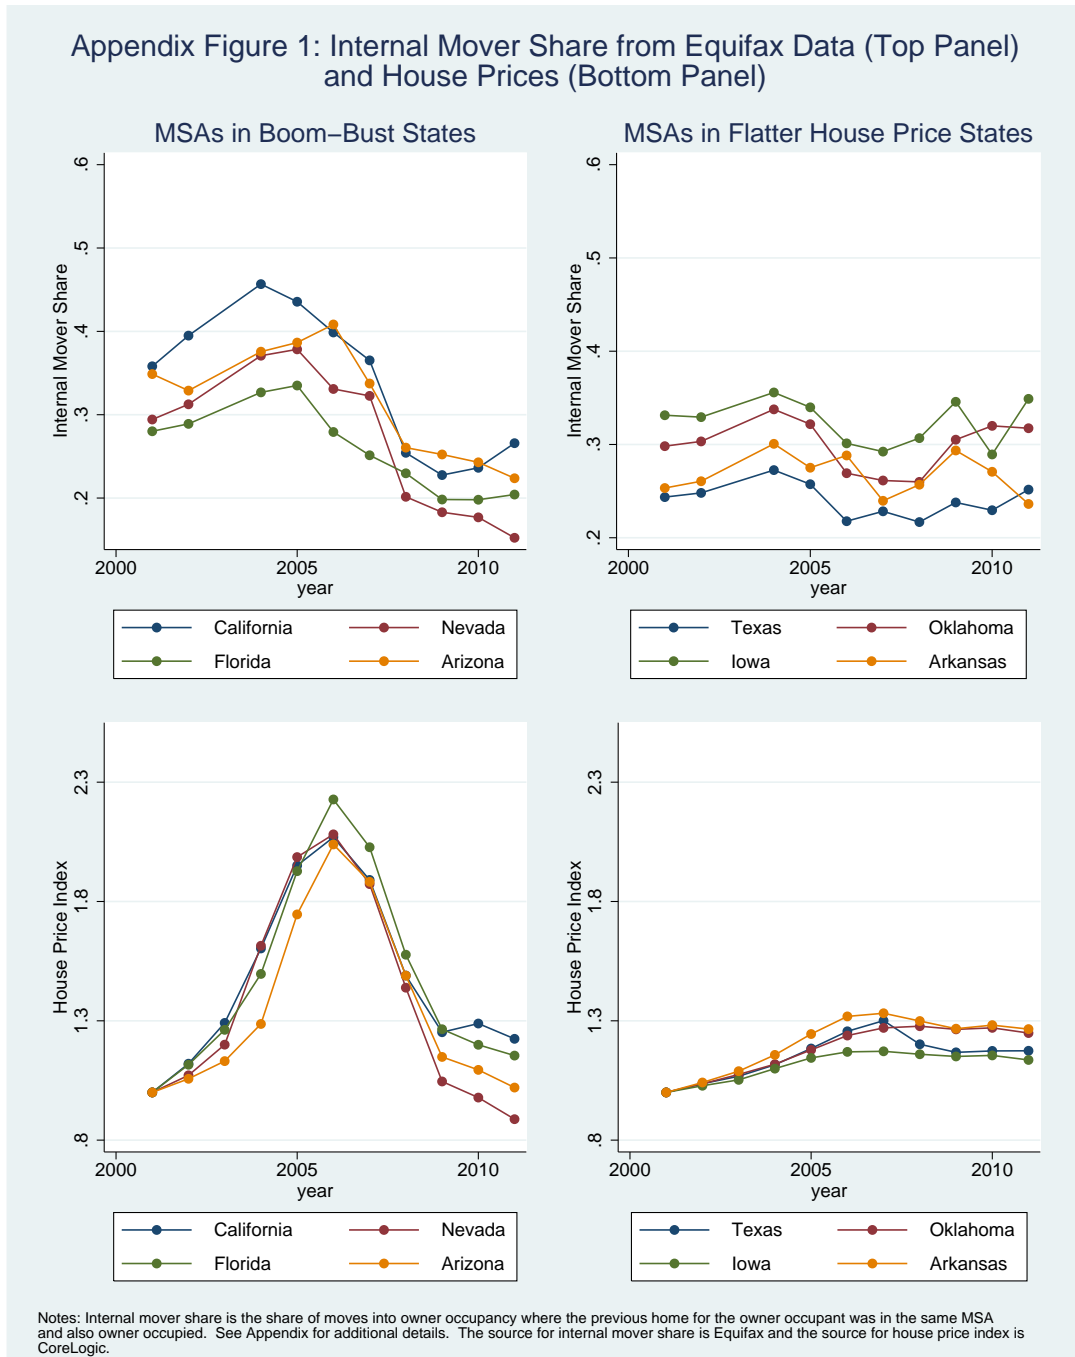 Appendix Figure 1: Internal Mover Share from Equifax Data (Top Panel)
and House Prices (Bottom Panel)
MSAs in Boom−Bust States
Internal Mover Share
.6
.5
.4
.3
.2
2000 2005 2010
year
California Nevada
Florida Arizona
MSAs in Flatter House Price States
Internal Mover Share
.6
.5
.4
.3
.2
2000 2005 2010
year
Texas Oklahoma
Iowa Arkansas
House Price Index
2.3
1.8
1.3
.8
2000 2005 2010
year
California Nevada
Florida Arizona
House Price Index
2.3
1.8
1.3
.8
2000 2005 2010
year
Texas Oklahoma
Iowa Arkansas
Notes: Internal mover share is the share of moves into owner occupancy where the previous home for the owner occupant was in the same MSA
and also owner occupied.  See Appendix for additional details.  The source for internal mover share is Equifax and the source for house price index is
CoreLogic.